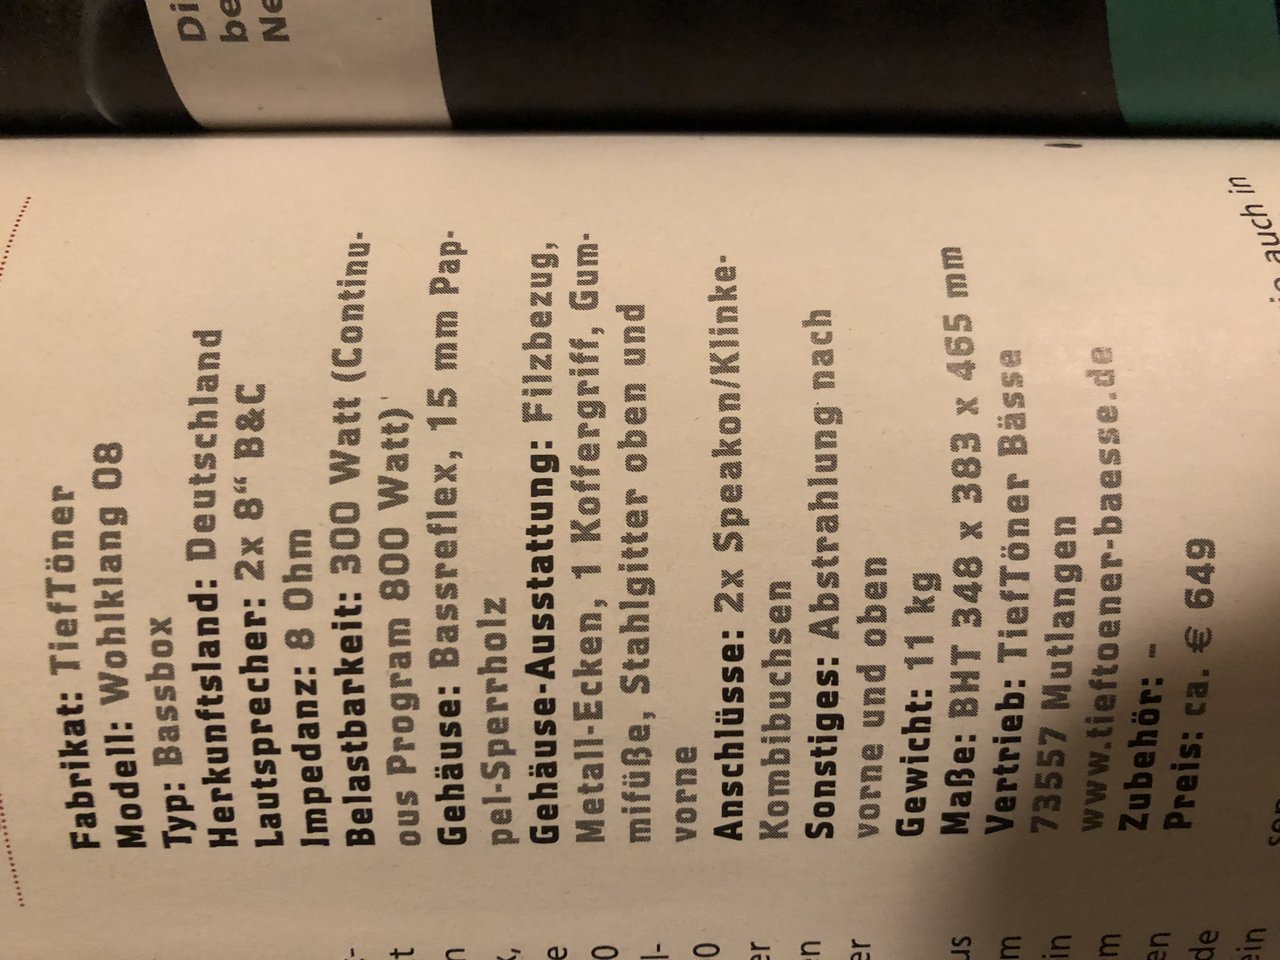 Di
be
Ne
Fabrikat: TiefTöner
Modell: Wohlklang 08
Typ: Bassbox
Herkunftsland: Deutschland
Lautsprecher: 2x 8“ B&C
Impedanz: 8 Ohm
Belastbarkeit: 300 Watt (Continu-
ous Program 800 Watt)
Gehäuse: Bassreflex, 15 mm Pap-
pel-Sperrholz
Gehäuse-Ausstattung: Filzbezug,
Metall-Ecken, 1 Koffergriff, Gum-
mifüße, Stahlgitter oben und
vorne
Anschlüsse: 2x Speakon/Klinke-
Kombibuchsen
Sonstiges: Abstrahlung nach
vorne und oben
Gewicht: 11 kg
Maße: BHT 348 x 383 x 465 mm
Vertrieb: TiefTöner Bässe
73557 Mutlangen
www.tieftoener-baesse.de
Zubehör: –
Preis: ca. € 649
auch in